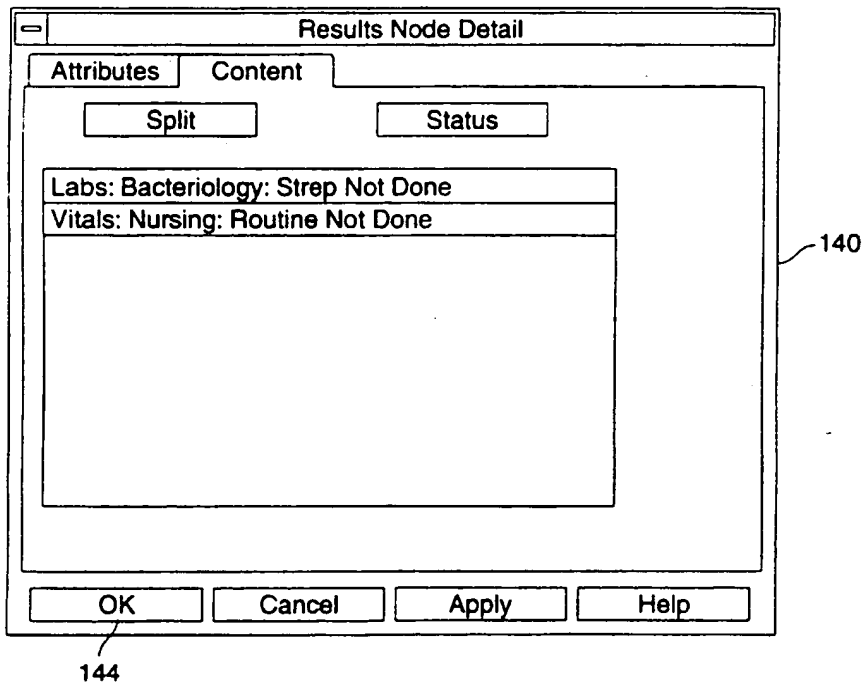 Results Node Detail
Attributes Content
Split Status
Labs: Bacteriology: Strep Not Done
Vitals: Nursing: Routine Not Done
140
OK Cancel Apply Help
144